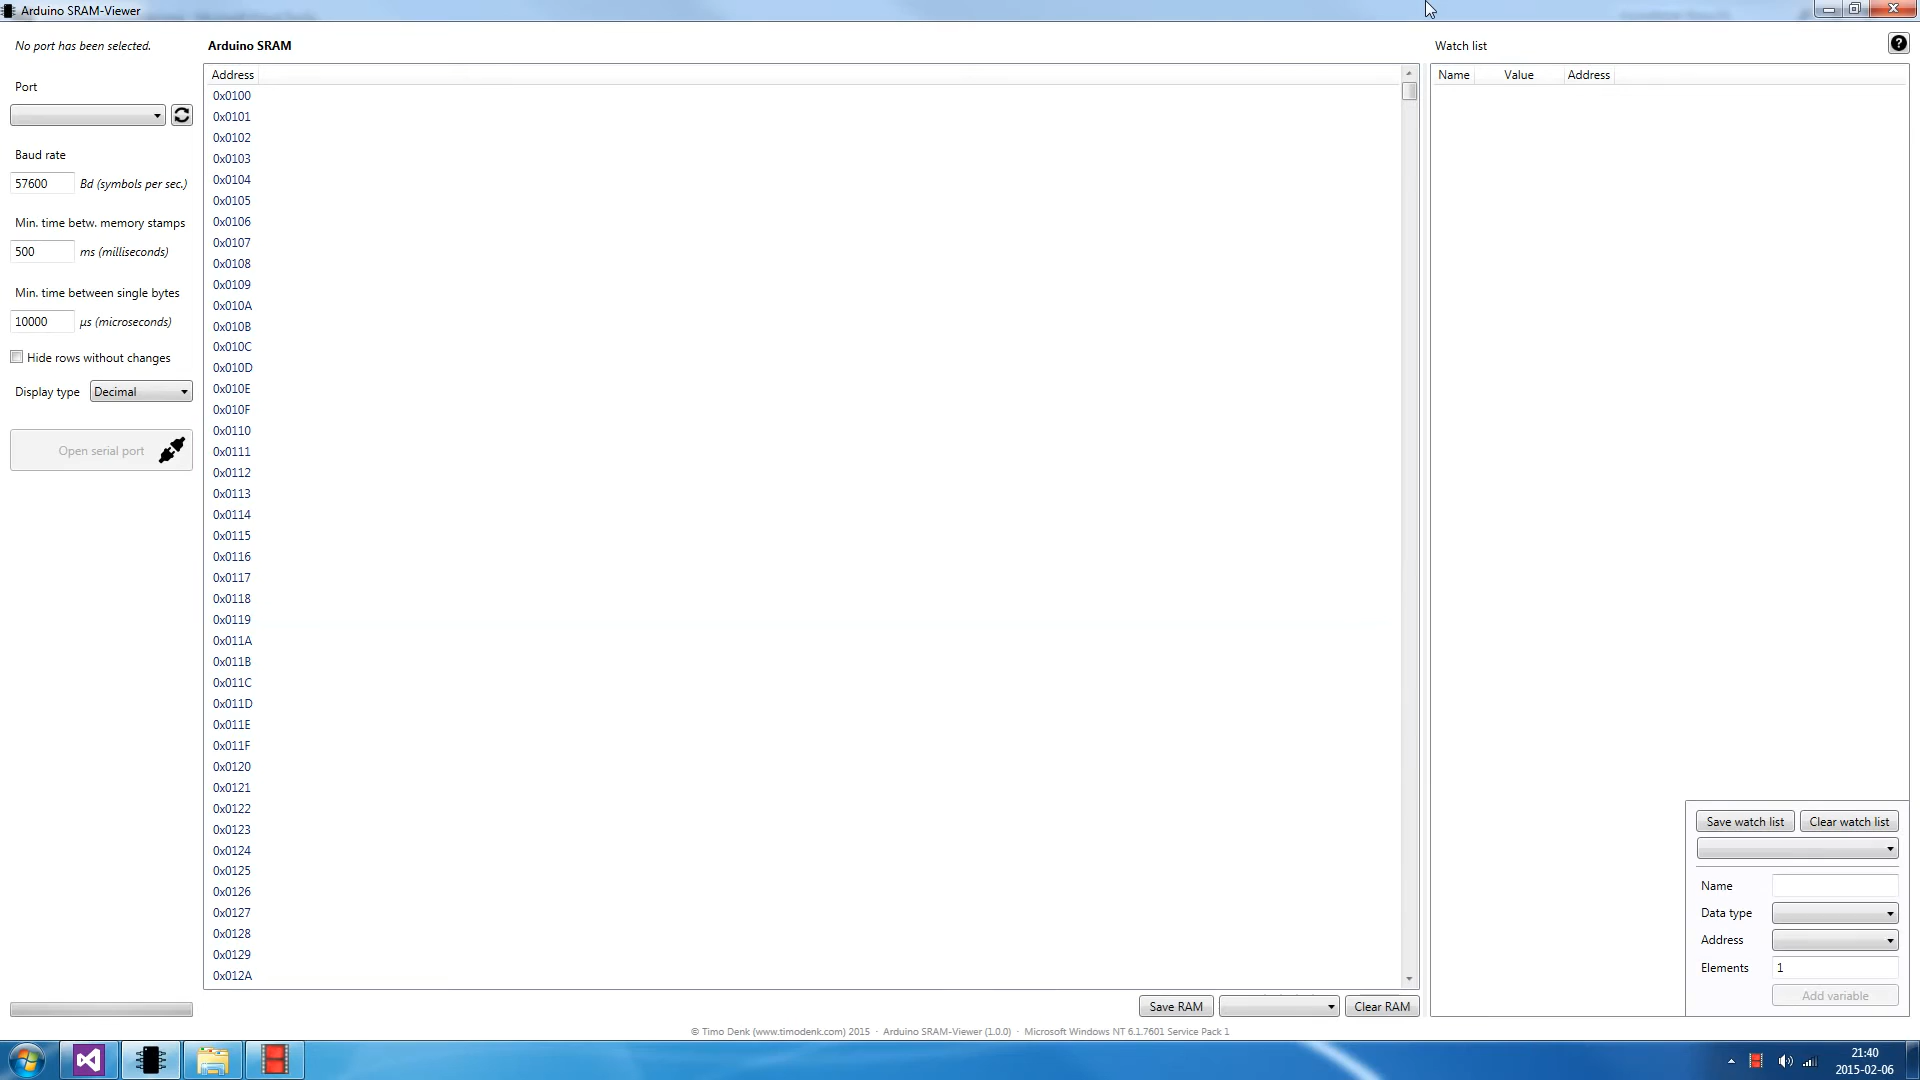 Arduino SRAM-Viewer
No port has been selected.
Port
Baud rate
57600 Bd (symbols per sec.)
Min. time betw. memory stamps
500 ms (milliseconds)
Min. time between single bytes
10000 µs (microseconds)
Hide rows without changes
Display type Decimal
Open serial port
Arduino SRAM
Address
0x0100
0x0101
0x0102
0x0103
0x0104
0x0105
0x0106
0x0107
0x0108
0x0109
0x010A
0x010B
0x010C
0x010D
0x010E
0x010F
0x0110
0x0111
0x0112
0x0113
0x0114
0x0115
0x0116
0x0117
0x0118
0x0119
0x011A
0x011B
0x011C
0x011D
0x011E
0x011F
0x0120
0x0121
0x0122
0x0123
0x0124
0x0125
0x0126
0x0127
0x0128
0x0129
0x012A
Save RAM Clear RAM
Watch list
Name Value Address
Save watch list Clear watch list
Name
Data type
Address
Elements 1
Add variable
© Timo Denk (www.timodenk.com) 2015 · Arduino SRAM-Viewer (1.0.0) · Microsoft Windows NT 6.1.7601 Service Pack 1
21:40
2015-02-06